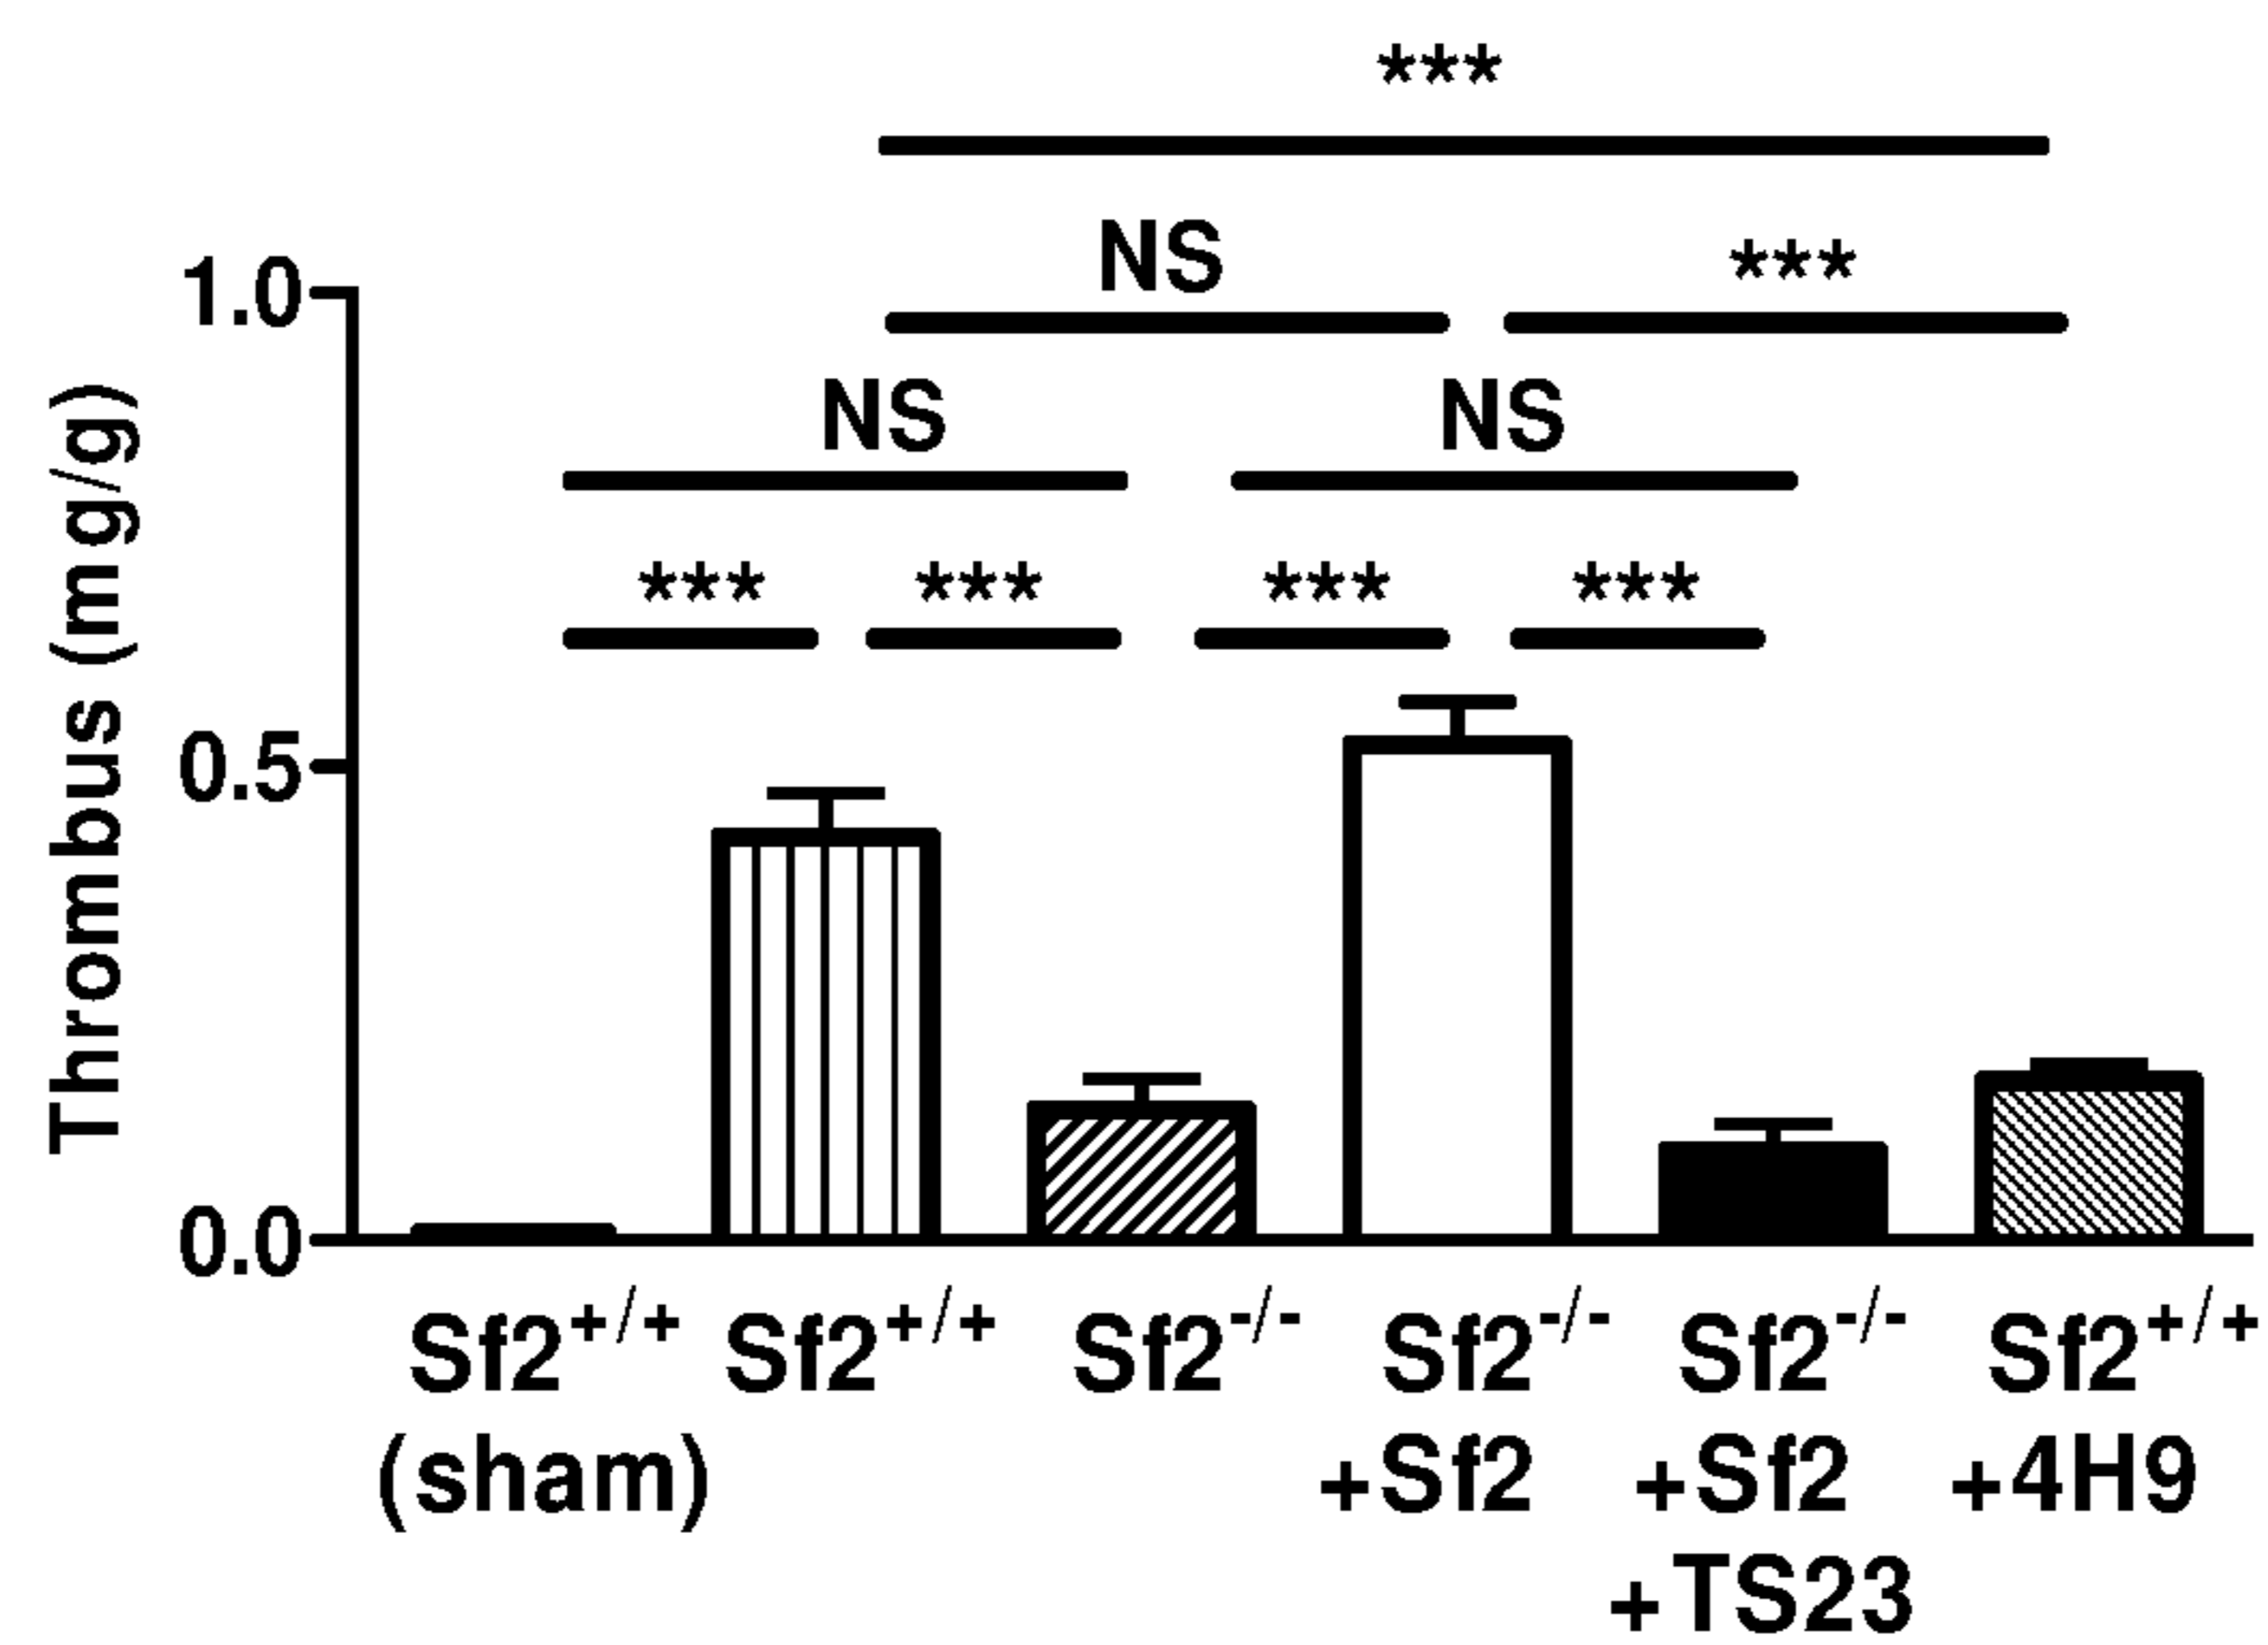 ***
NS
***
1.0
NS
NS
***
***
***
***
0.5
0.0
Thrombus (mg/g)
Sf2+/+ Sf2+/+ Sf2-/- Sf2-/- Sf2-/- Sf2+/+
(sham) +Sf2 +Sf2 +4H9
+TS23